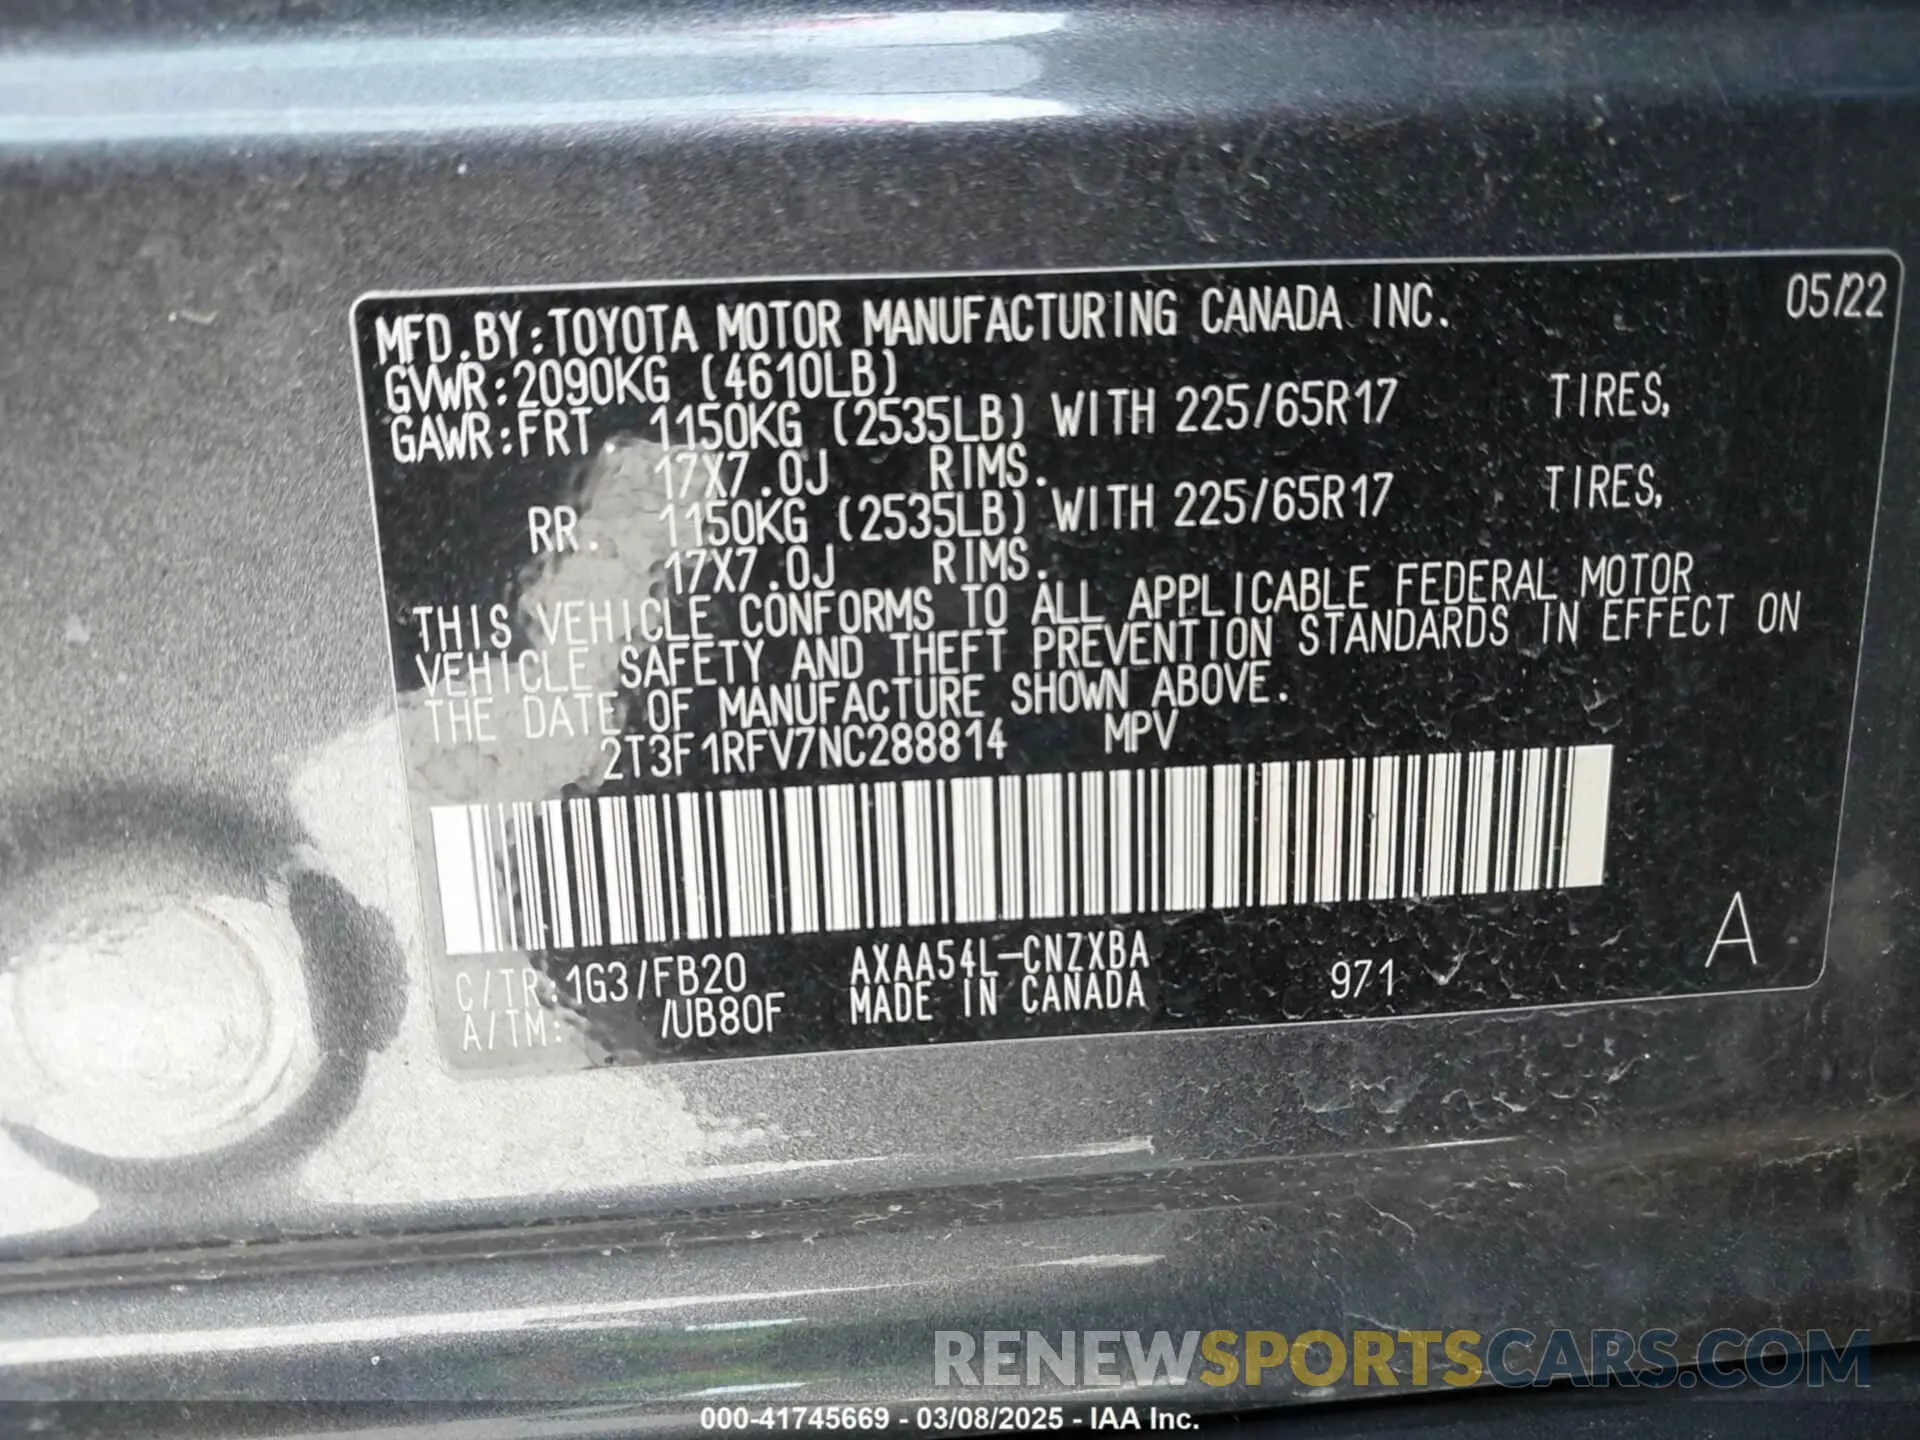 MFD.BY:TOYOTA MOTOR MANUFACTURING CANADA INC. 05/22
GVWR:2090KG (4610LB)
GAWR:FRT. 1150KG (2535LB) WITH 225/65R17 TIRES,
17X7.0J RIMS.
RR. 1150KG (2535LB) WITH 225/65R17 TIRES,
17X7.0J RIMS.
THIS VEHICLE CONFORMS TO ALL APPLICABLE FEDERAL MOTOR
VEHICLE SAFETY AND THEFT PREVENTION STANDARDS IN EFFECT ON
THE DATE OF MANUFACTURE SHOWN ABOVE.
2T3F1RFV7NC288814 MPV
C/TR:1G3/FB20 AXAA54L-CNZXBA 971 A
A/TM: /UB80F MADE IN CANADA
RENEWSPORTSCARS.COM
000-41745669 - 03/08/2025 - IAA Inc.